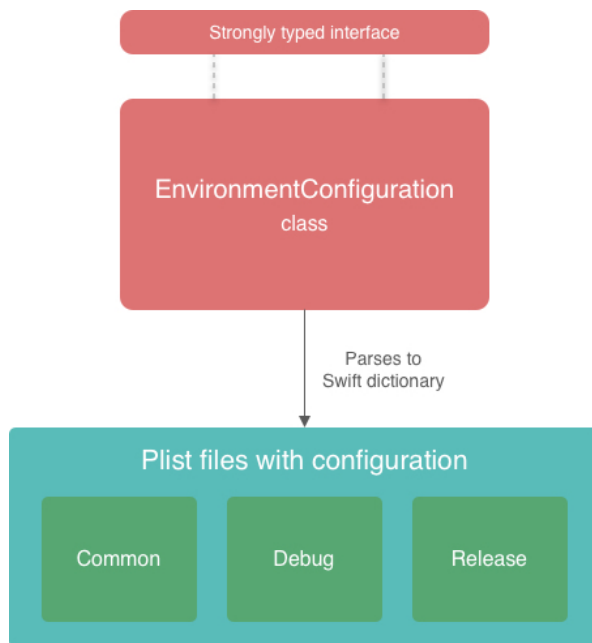 Strongly typed interface
EnvironmentConfiguration
class
Parses to
Swift dictionary
Plist files with configuration
Common
Debug
Release